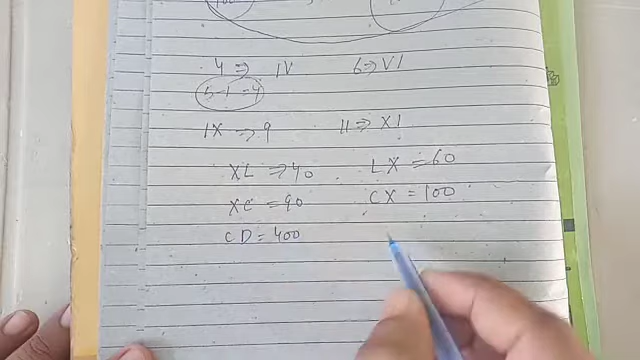 100
4 ⇒ IV 6 ⇒ VI
5-1=4
IX ⇒ 9 11 ⇒ XI
XL ⇒ 40 LX = 60
XC = 90 CX = 100
CD = 400